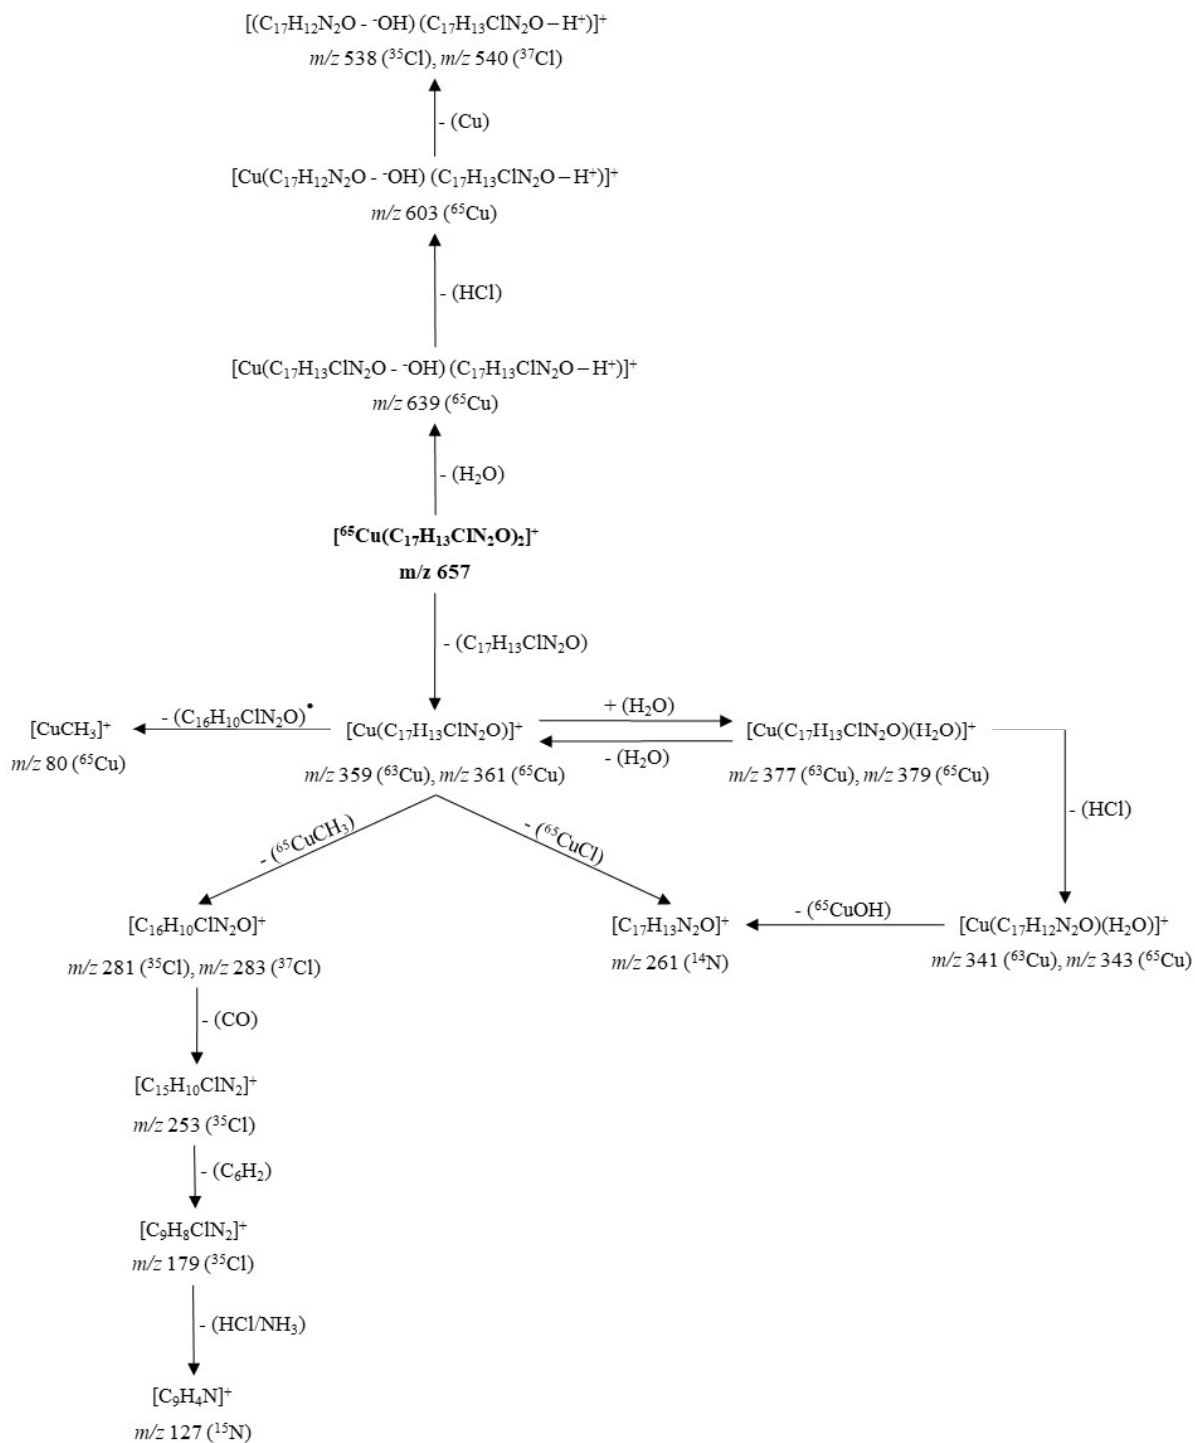 [(C₁₇H₁₂N₂O - ⁻OH) (C₁₇H₁₃ClN₂O – H⁺)]⁺
m/z 538 (³⁵Cl), m/z 540 (³⁷Cl)
- (Cu)
[Cu(C₁₇H₁₂N₂O - ⁻OH) (C₁₇H₁₃ClN₂O – H⁺)]⁺
m/z 603 (⁶⁵Cu)
- (HCl)
[Cu(C₁₇H₁₃ClN₂O - ⁻OH) (C₁₇H₁₃ClN₂O – H⁺)]⁺
m/z 639 (⁶⁵Cu)
- (H₂O)
[⁶⁵Cu(C₁₇H₁₃ClN₂O)₂]⁺
m/z 657
- (C₁₇H₁₃ClN₂O)
[CuCH₃]⁺
m/z 80 (⁶⁵Cu)
- (C₁₆H₁₀ClN₂O)•
[Cu(C₁₇H₁₃ClN₂O)]⁺
m/z 359 (⁶³Cu), m/z 361 (⁶⁵Cu)
+ (H₂O)
- (H₂O)
[Cu(C₁₇H₁₃ClN₂O)(H₂O)]⁺
m/z 377 (⁶³Cu), m/z 379 (⁶⁵Cu)
- (HCl)
- (⁶⁵CuCH₃)
- (⁶⁵CuCl)
[C₁₆H₁₀ClN₂O]⁺
m/z 281 (³⁵Cl), m/z 283 (³⁷Cl)
[C₁₇H₁₃N₂O]⁺
m/z 261 (¹⁴N)
- (⁶⁵CuOH)
[Cu(C₁₇H₁₂N₂O)(H₂O)]⁺
m/z 341 (⁶³Cu), m/z 343 (⁶⁵Cu)
- (CO)
[C₁₅H₁₀ClN₂]⁺
m/z 253 (³⁵Cl)
- (C₆H₂)
[C₉H₈ClN₂]⁺
m/z 179 (³⁵Cl)
- (HCl/NH₃)
[C₉H₄N]⁺
m/z 127 (¹⁵N)